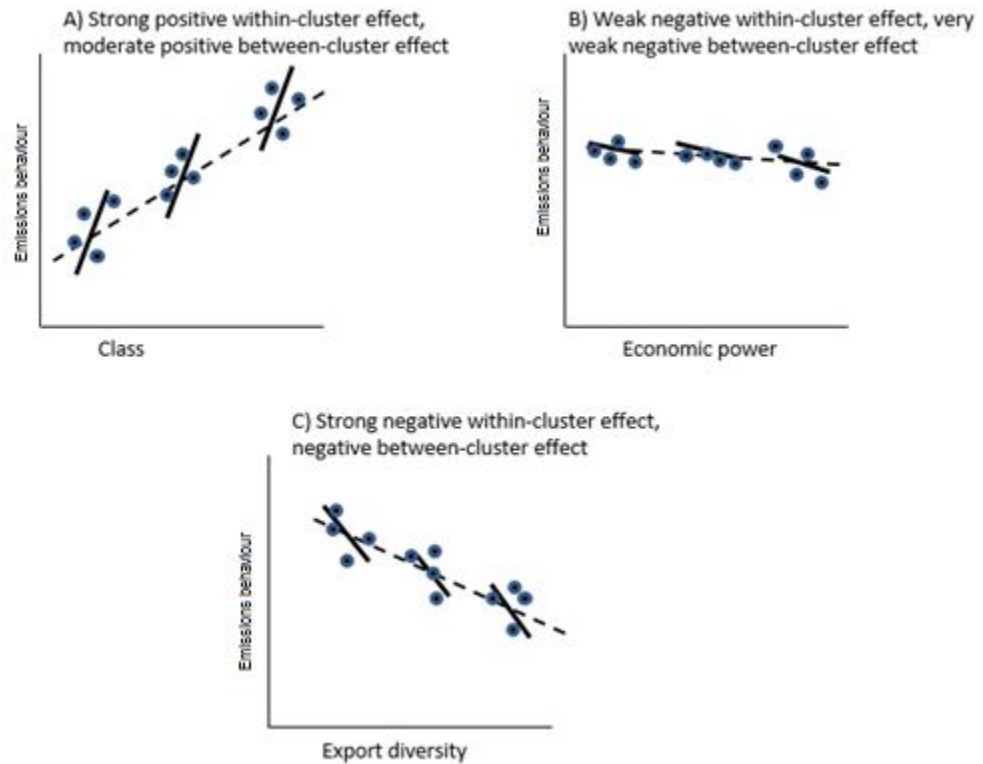 A) Strong positive within-cluster effect,
moderate positive between-cluster effect
Emissions behaviour
Class
B) Weak negative within-cluster effect, very
weak negative between-cluster effect
Emissions behaviour
Economic power
C) Strong negative within-cluster effect,
negative between-cluster effect
Emissions behaviour
Export diversity